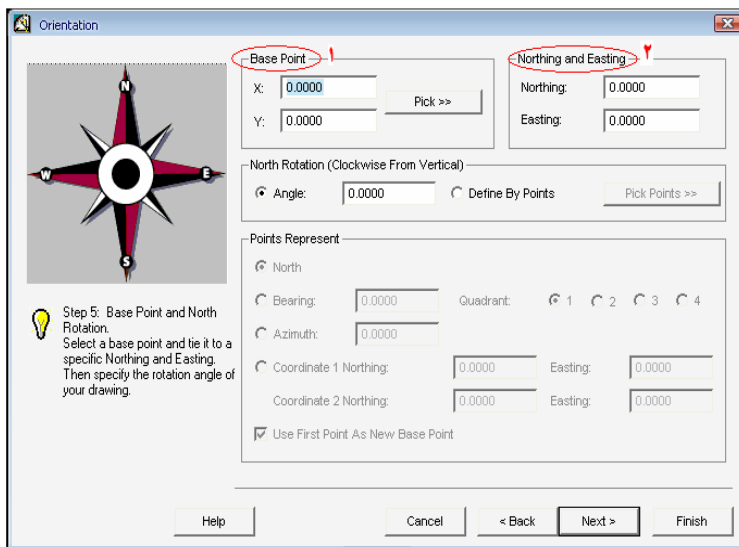 Orientation
N
W
E
S
Step 5: Base Point and North
Rotation.
Select a base point and tie it to a
specific Northing and Easting.
Then specify the rotation angle of
your drawing.
Base Point ۱
X: 0.0000
Y: 0.0000
Pick >>
Northing and Easting ۲
Northing: 0.0000
Easting: 0.0000
North Rotation (Clockwise From Vertical)
Angle: 0.0000 Define By Points Pick Points >>
Points Represent
North
Bearing: 0.0000 Quadrant: 1 2 3 4
Azimuth: 0.0000
Coordinate 1 Northing: 0.0000 Easting: 0.0000
Coordinate 2 Northing: 0.0000 Easting: 0.0000
Use First Point As New Base Point
Help Cancel < Back Next > Finish